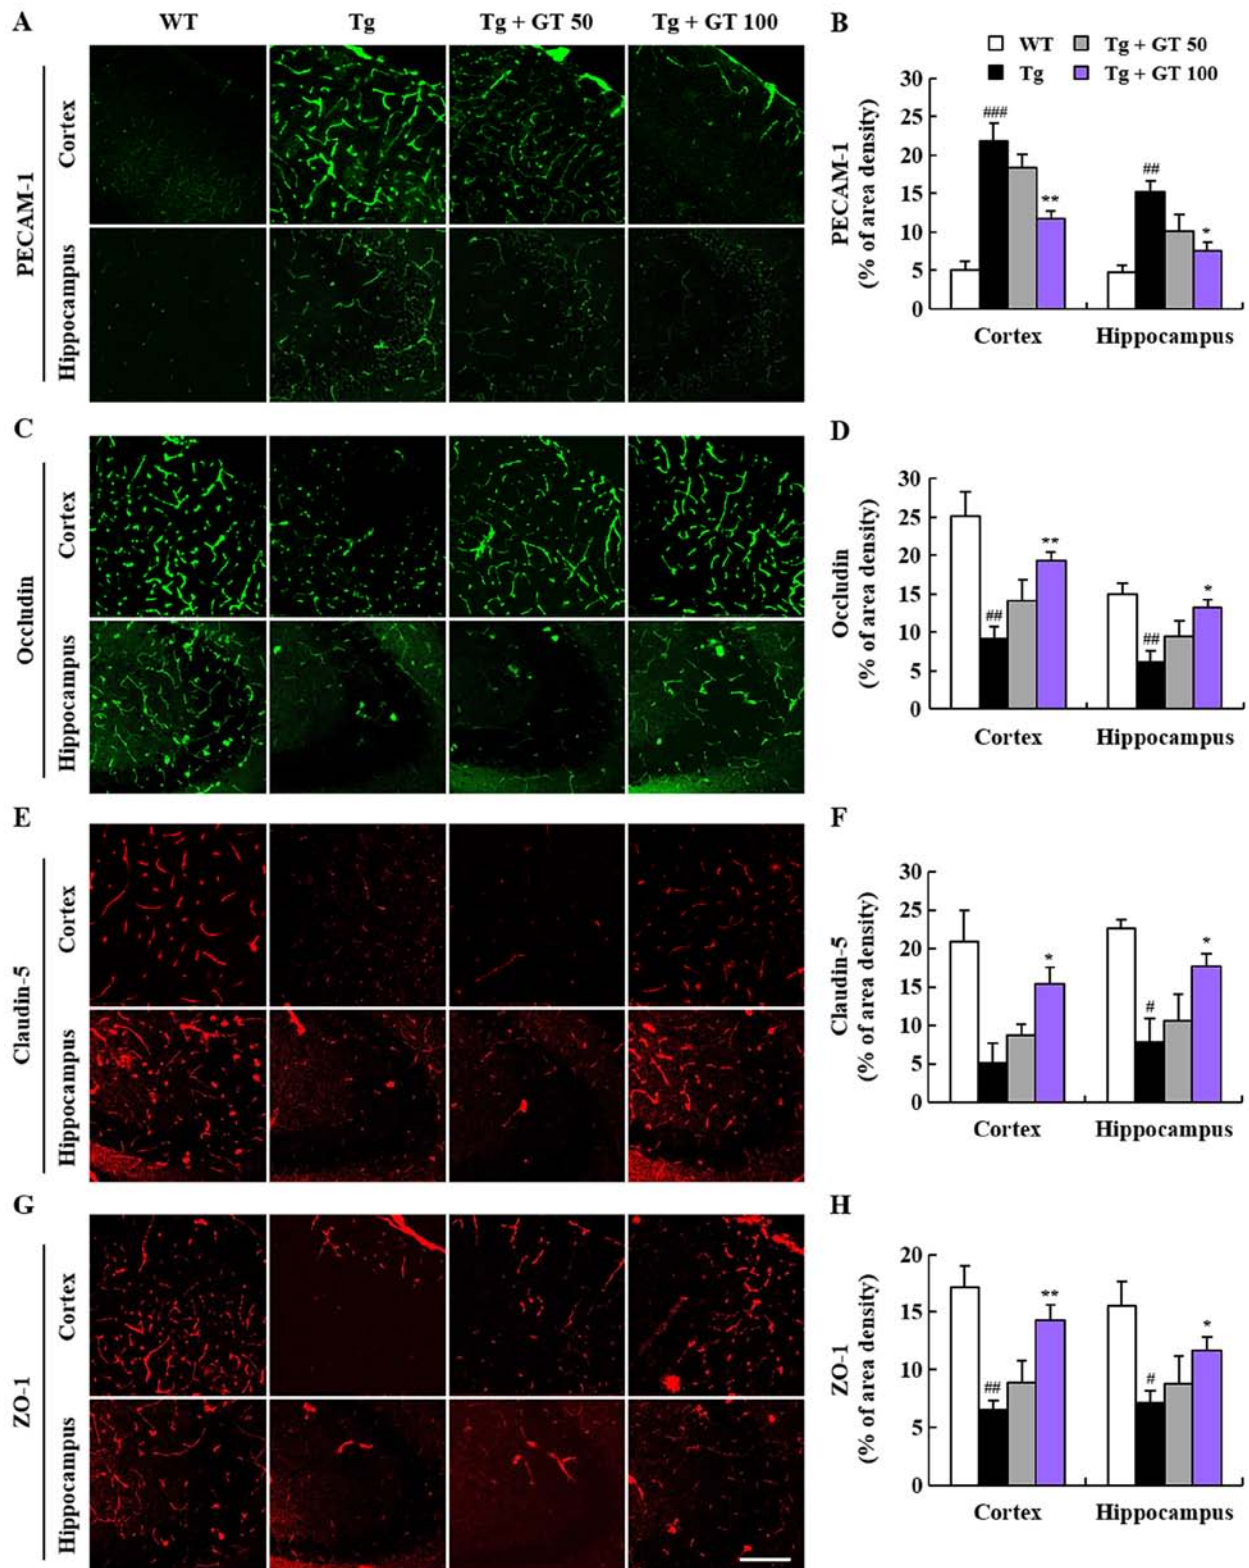 A WT Tg Tg + GT 50 Tg + GT 100
PECAM-1
Cortex
Hippocampus
B
WT Tg + GT 50
Tg Tg + GT 100
PECAM-1
(% of area density)
30
25
20
15
10
5
0
###
**
##
*
Cortex Hippocampus
C
Occludin
Cortex
Hippocampus
D
Occludin
(% of area density)
30
25
20
15
10
5
0
##
**
##
*
Cortex Hippocampus
E
Claudin-5
Cortex
Hippocampus
F
Claudin-5
(% of area density)
30
25
20
15
10
5
0
*
#
*
Cortex Hippocampus
G
ZO-1
Cortex
Hippocampus
H
ZO-1
(% of area density)
20
15
10
5
0
##
**
#
*
Cortex Hippocampus